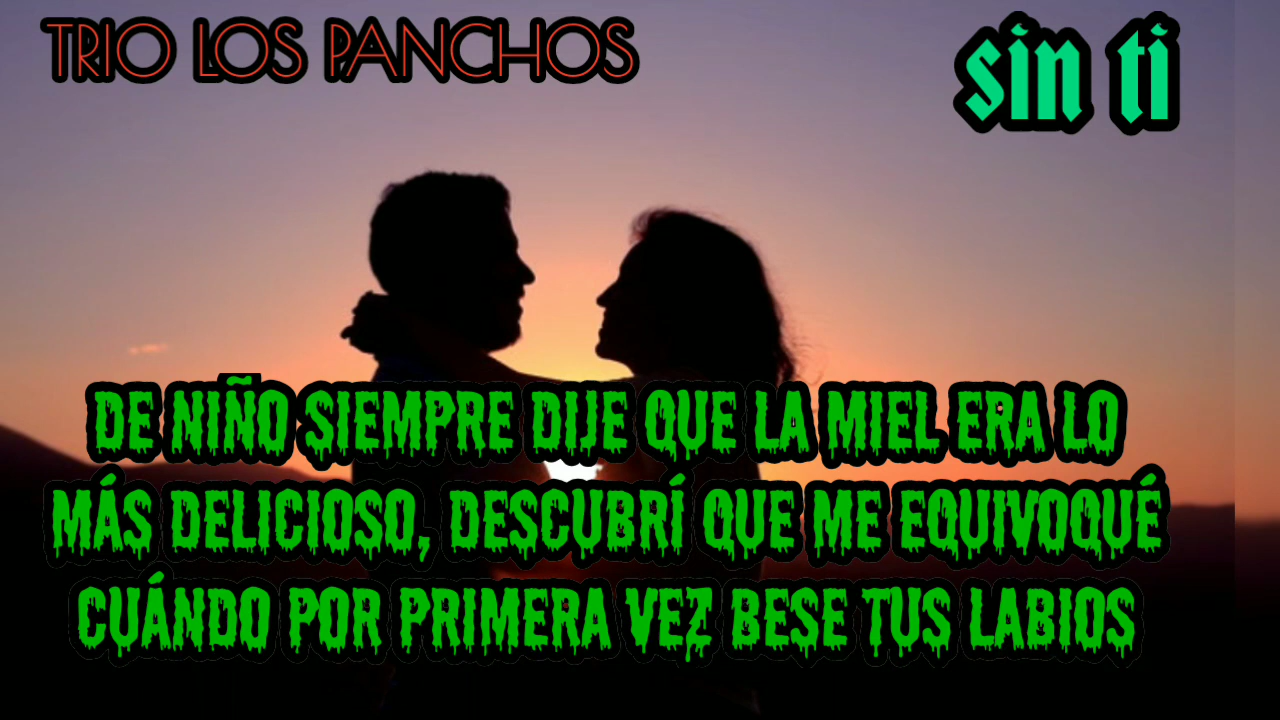 TRIO LOS PANCHOS
sin ti
DE NIÑO SIEMPRE DIJE QUE LA MIEL ERA LO
MÁS DELICIOSO, DESCUBRÍ QUE ME EQUIVOQUÉ
CUÁNDO POR PRIMERA VEZ BESE TUS LABIOS